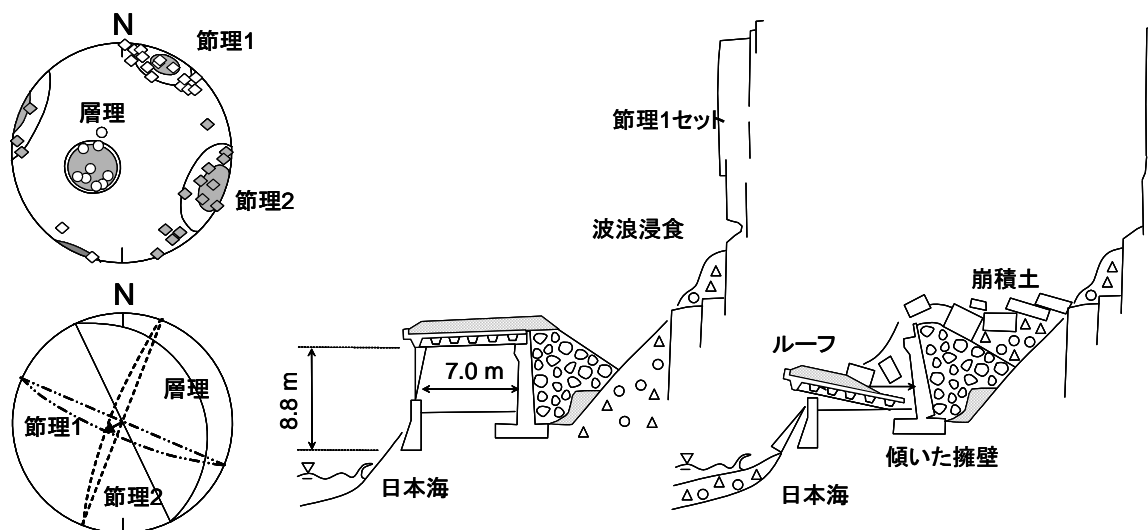 N
節理1
層理
節理2
N
層理
節理1
節理2
節理1セット
波浪浸食
7.0 m
8.8 m
日本海
崩積土
ルーフ
傾いた擁壁
日本海